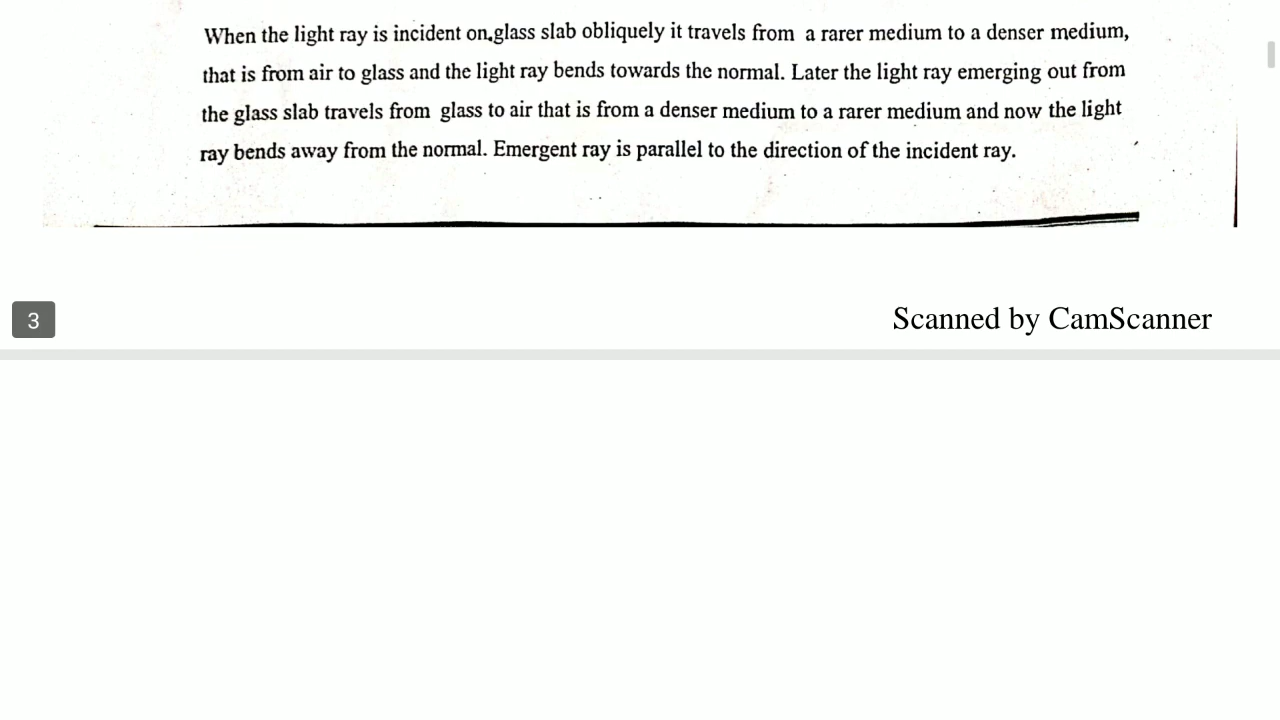 When the light ray is incident on glass slab obliquely it travels from a rarer medium to a denser medium,
that is from air to glass and the light ray bends towards the normal. Later the light ray emerging out from
the glass slab travels from glass to air that is from a denser medium to a rarer medium and now the light
ray bends away from the normal. Emergent ray is parallel to the direction of the incident ray.
3
Scanned by CamScanner